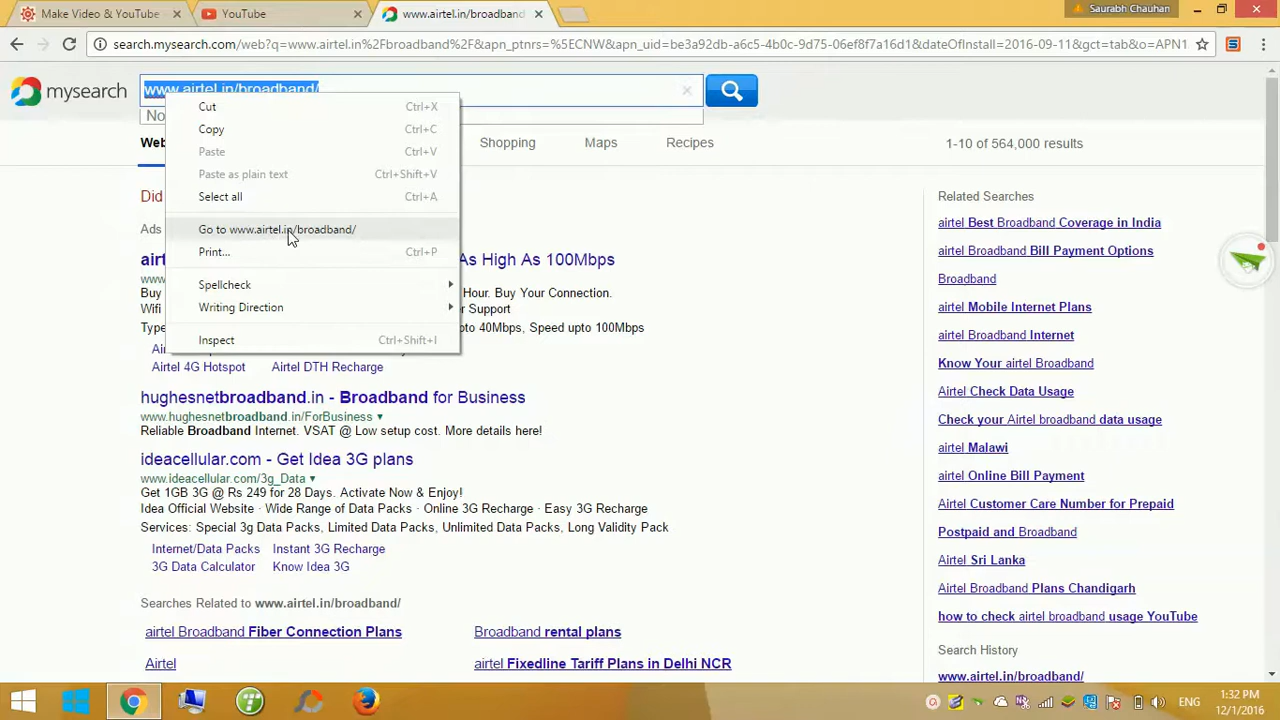 Make Video & YouTube
YouTube
www.airtel.in/broadband
Saurabh Chauhan
search.mysearch.com/web?q=www.airtel.in%2Fbroadband%2F&apn_ptnrs=%5ECNW&apn_uid=be3a92db-a6c5-4b0c-9d75-06ef8f7a16d1&dateOfInstall=2016-09-11&gct=tab&o=APN1
mysearch
www.airtel.in/broadband/
No
Web
Shopping
Maps
Recipes
1-10 of 564,000 results
Cut Ctrl+X
Copy Ctrl+C
Paste Ctrl+V
Paste as plain text Ctrl+Shift+V
Select all Ctrl+A
Go to www.airtel.in/broadband/
Print... Ctrl+P
Spellcheck
Writing Direction
Inspect Ctrl+Shift+I
Did
Ads
airt As High As 100Mbps
www.
Buy Hour. Buy Your Connection.
Wifi r Support
Type upto 40Mbps, Speed upto 100Mbps
Air
Airtel 4G Hotspot Airtel DTH Recharge
hughesnetbroadband.in - Broadband for Business
www.hughesnetbroadband.in/ForBusiness
Reliable Broadband Internet. VSAT @ Low setup cost. More details here!
ideacellular.com - Get Idea 3G plans
www.ideacellular.com/3g_Data
Get 1GB 3G @ Rs 249 for 28 Days. Activate Now & Enjoy!
Idea Official Website · Wide Range of Data Packs · Online 3G Recharge · Easy 3G Recharge
Services: Special 3g Data Packs, Limited Data Packs, Unlimited Data Packs, Long Validity Pack
Internet/Data Packs Instant 3G Recharge
3G Data Calculator Know Idea 3G
Searches Related to www.airtel.in/broadband/
airtel Broadband Fiber Connection Plans
Broadband rental plans
Airtel
airtel Fixedline Tariff Plans in Delhi NCR
Related Searches
airtel Best Broadband Coverage in India
airtel Broadband Bill Payment Options
Broadband
airtel Mobile Internet Plans
airtel Broadband Internet
Know Your airtel Broadband
Airtel Check Data Usage
Check your Airtel broadband data usage
airtel Malawi
airtel Online Bill Payment
Airtel Customer Care Number for Prepaid
Postpaid and Broadband
Airtel Sri Lanka
Airtel Broadband Plans Chandigarh
how to check airtel broadband usage YouTube
Search History
www.airtel.in/broadband/
ENG
1:32 PM
12/1/2016